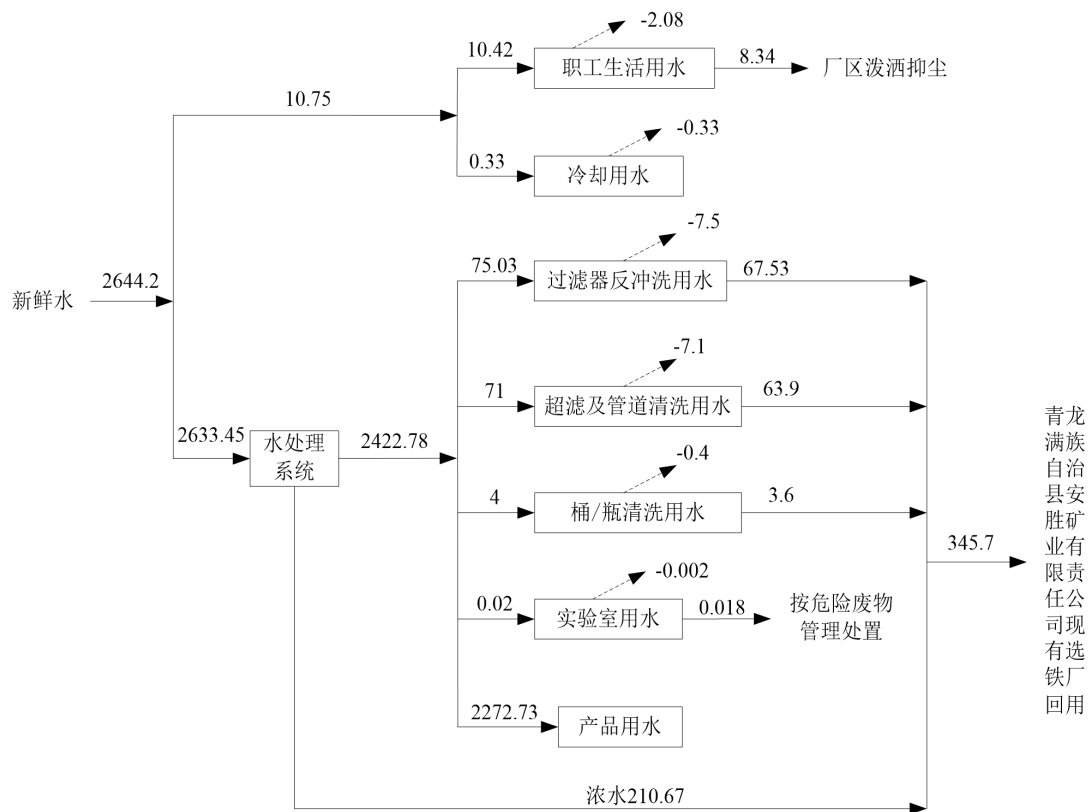 -2.08
10.42
职工生活用水
8.34
厂区泼洒抑尘
10.75
-0.33
0.33
冷却用水
-7.5
75.03
过滤器反冲洗用水
67.53
新鲜水
2644.2
-7.1
71
超滤及管道清洗用水
63.9
2633.45
水处理
系统
2422.78
-0.4
4
桶/瓶清洗用水
3.6
-0.002
0.02
实验室用水
0.018
按危险废物
管理处置
2272.73
产品用水
浓水210.67
345.7
青龙
满族
自治
县安
胜矿
业有
限责
任公
司现
有选
铁厂
回用